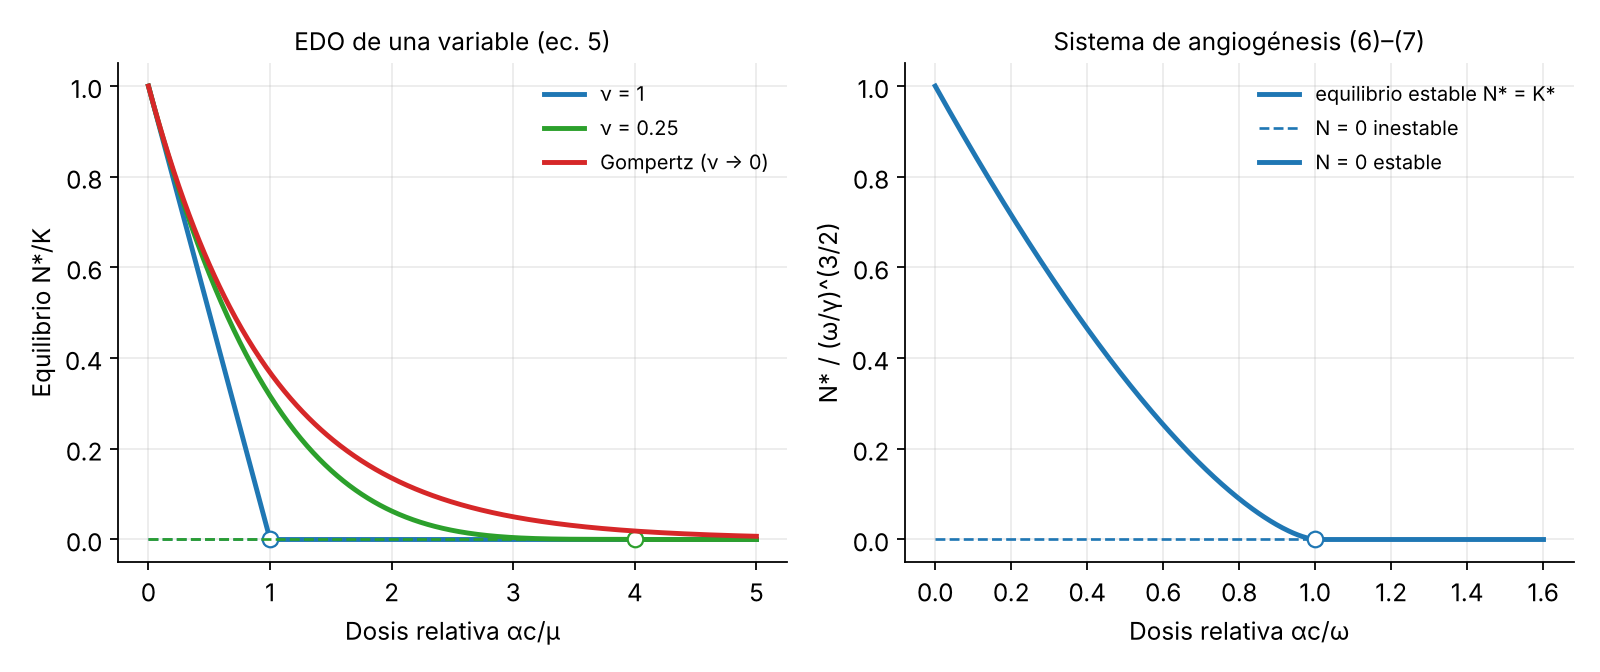 EDO de una variable (ec. 5)
Equilibrio N*/K
1.0
0.8
0.6
0.4
0.2
0.0
ν = 1
ν = 0.25
Gompertz (ν → 0)
0 1 2 3 4 5
Dosis relativa αc/μ
Sistema de angiogénesis (6)–(7)
N* / (ω/γ)^(3/2)
1.0
0.8
0.6
0.4
0.2
0.0
equilibrio estable N* = K*
N = 0 inestable
N = 0 estable
0.0 0.2 0.4 0.6 0.8 1.0 1.2 1.4 1.6
Dosis relativa αc/ω